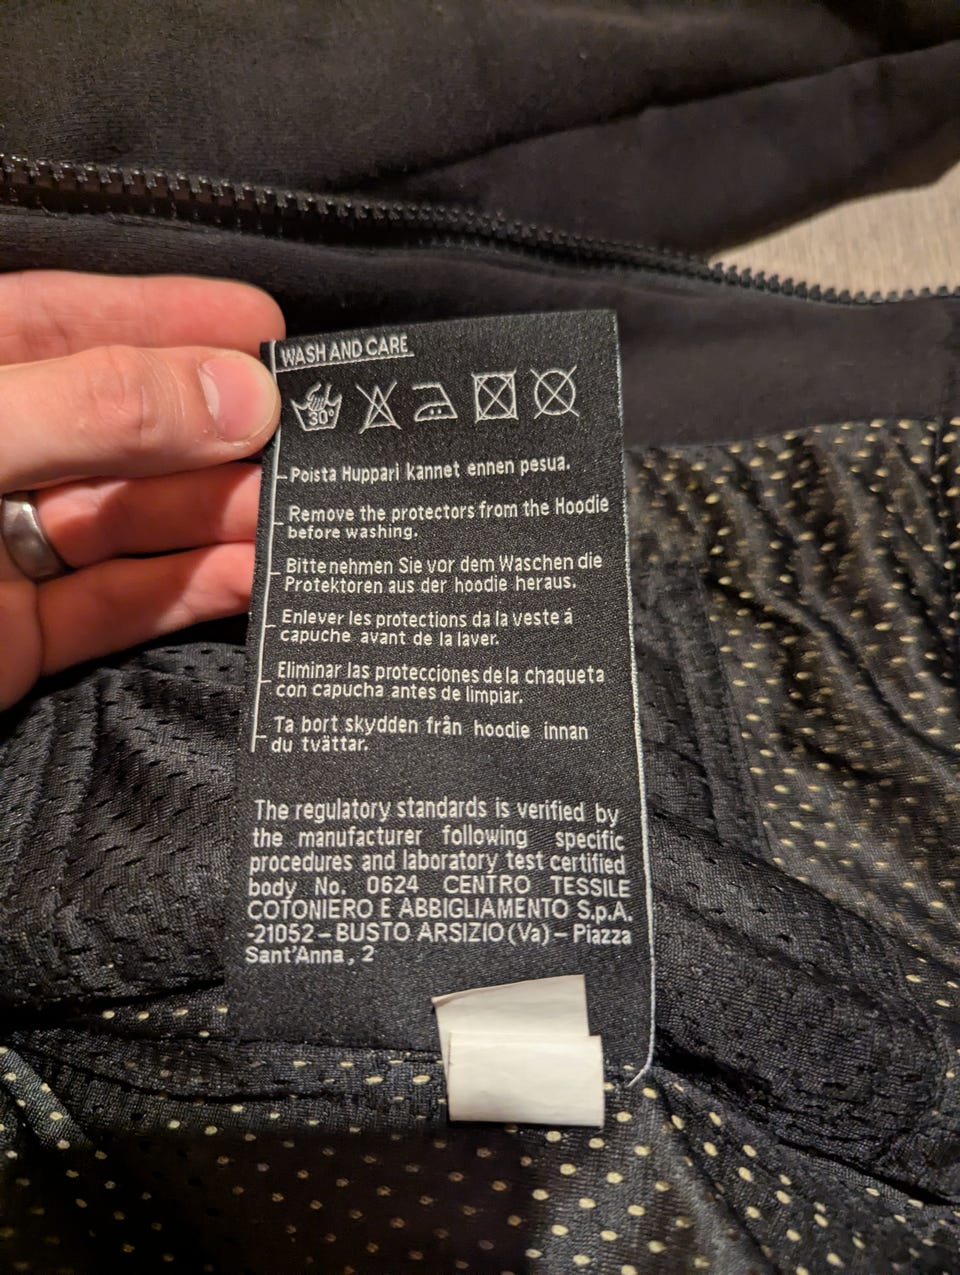 WASH AND CARE
30°
Poista Huppari kannet ennen pesua.
Remove the protectors from the Hoodie
before washing.
Bitte nehmen Sie vor dem Waschen die
Protektoren aus der hoodie heraus.
Enlever les protections da la veste á
capuche avant de la laver.
Eliminar las protecciones de la chaqueta
con capucha antes de limpiar.
Ta bort skydden från hoodie innan
du tvättar.
The regulatory standards is verified by
the manufacturer following specific
procedures and laboratory test certified
body No. 0624 CENTRO TESSILE
COTONIERO E ABBIGLIAMENTO S.p.A.
-21052 – BUSTO ARSIZIO (Va) – Piazza
Sant'Anna, 2